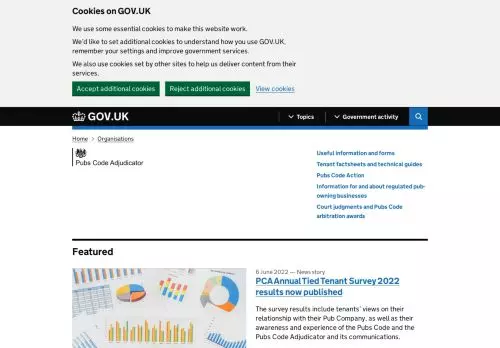 Cookies on GOV.UK
We use some essential cookies to make this website work.
We'd like to set additional cookies to understand how you use GOV.UK,
remember your settings and improve government services.
We also use cookies set by other sites to help us deliver content from their
services.
Accept additional cookies
Reject additional cookies
View cookies
GOV.UK
Topics
Government activity
Home
Organisations
Pubs Code Adjudicator
Useful information and forms
Tenant factsheets and technical guides
Pubs Code Action
Information for and about regulated pub-
owning businesses
Court judgments and Pubs Code
arbitration awards
Featured
6 June 2022 — News story
PCA Annual Tied Tenant Survey 2022
results now published
The survey results include tenants' views on their
relationship with their Pub Company, as well as their
awareness and experience of the Pubs Code and the
Pubs Code Adjudicator and its communications.